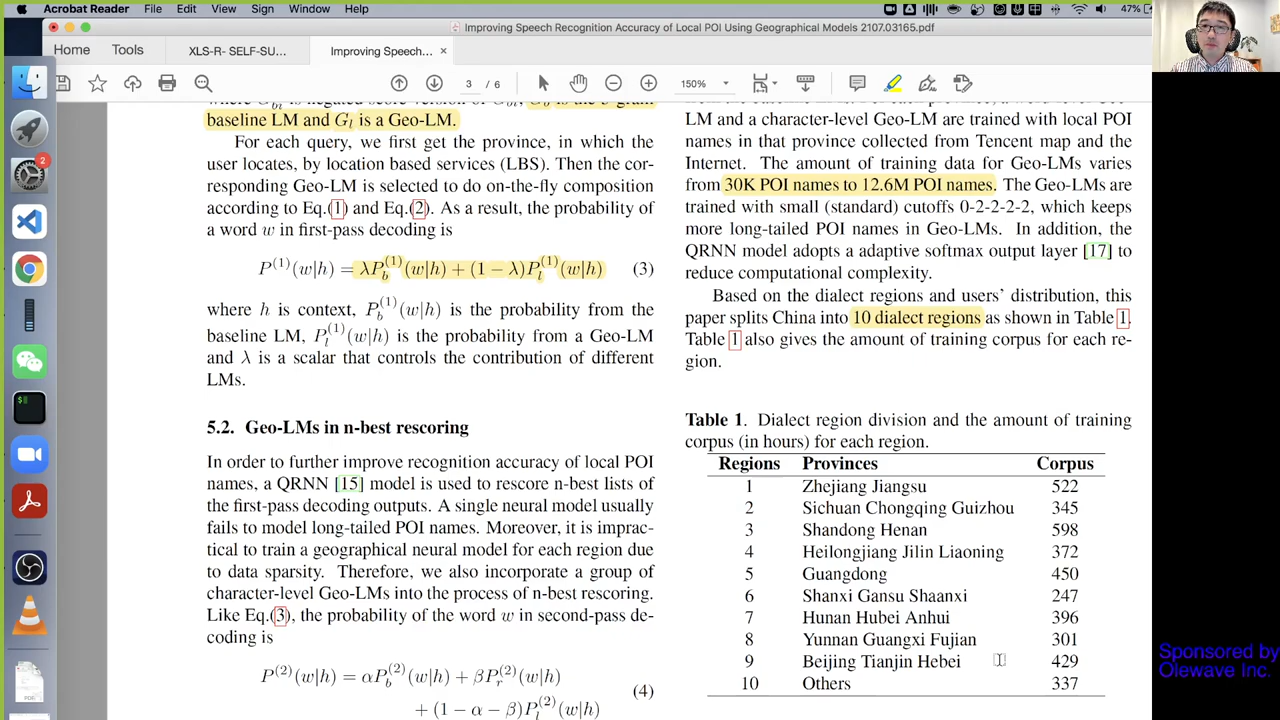 Acrobat Reader File Edit View Sign Window Help 47%
Improving Speech Recognition Accuracy of Local POI Using Geographical Models 2107.03165.pdf
Home Tools XLS-R- SELF-SU... Improving Speech... ×
3 / 6 150%
2
baseline LM and G_l is a Geo-LM.
For each query, we first get the province, in which the
user locates, by location based services (LBS). Then the cor-
responding Geo-LM is selected to do on-the-fly composition
according to Eq.(1) and Eq.(2). As a result, the probability of
a word w in first-pass decoding is
P^(1)(w|h) = λP_b^(1)(w|h) + (1 − λ)P_l^(1)(w|h) (3)
where h is context, P_b^(1)(w|h) is the probability from the
baseline LM, P_l^(1)(w|h) is the probability from a Geo-LM
and λ is a scalar that controls the contribution of different
LMs.
5.2. Geo-LMs in n-best rescoring
In order to further improve recognition accuracy of local POI
names, a QRNN [15] model is used to rescore n-best lists of
the first-pass decoding outputs. A single neural model usually
fails to model long-tailed POI names. Moreover, it is imprac-
tical to train a geographical neural model for each region due
to data sparsity. Therefore, we also incorporate a group of
character-level Geo-LMs into the process of n-best rescoring.
Like Eq.(3), the probability of the word w in second-pass de-
coding is
P^(2)(w|h) = αP_b^(2)(w|h) + βP_r^(2)(w|h)
+ (1 − α − β)P_l^(2)(w|h) (4)
LM and a character-level Geo-LM are trained with local POI
names in that province collected from Tencent map and the
Internet. The amount of training data for Geo-LMs varies
from 30K POI names to 12.6M POI names. The Geo-LMs are
trained with small (standard) cutoffs 0-2-2-2-2, which keeps
more long-tailed POI names in Geo-LMs. In addition, the
QRNN model adopts a adaptive softmax output layer [17] to
reduce computational complexity.
Based on the dialect regions and users' distribution, this
paper splits China into 10 dialect regions as shown in Table 1.
Table 1 also gives the amount of training corpus for each re-
gion.
Table 1. Dialect region division and the amount of training
corpus (in hours) for each region.
Regions Provinces Corpus
1 Zhejiang Jiangsu 522
2 Sichuan Chongqing Guizhou 345
3 Shandong Henan 598
4 Heilongjiang Jilin Liaoning 372
5 Guangdong 450
6 Shanxi Gansu Shaanxi 247
7 Hunan Hubei Anhui 396
8 Yunnan Guangxi Fujian 301
9 Beijing Tianjin Hebei 429
10 Others 337
Sponsored by
Olewave Inc.